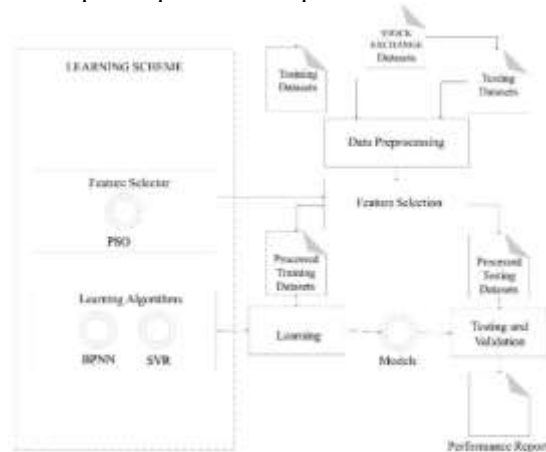 LEARNING SCHEME
Feature Selector
PSO
Learning Algorithms
BPNN
SVR
STOCK
EXCHANGE
Datasets
Training
Datasets
Testing
Datasets
Data Preprocessing
Feature Selection
Processed
Training
Datasets
Processed
Testing
Datasets
Learning
Models
Testing and
Validation
Performance Report